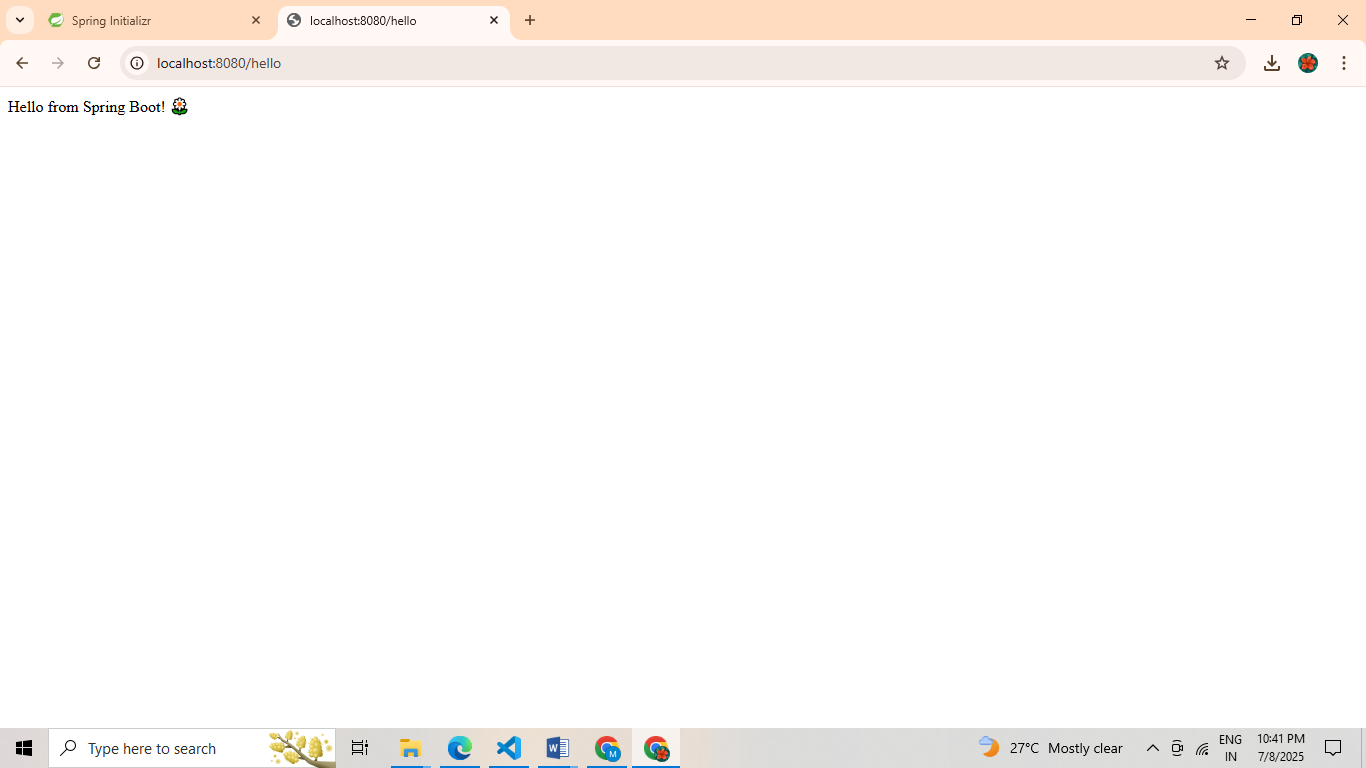 Spring Initializr
localhost:8080/hello
localhost:8080/hello
Hello from Spring Boot! 🌼
Type here to search
W
M
27°C Mostly clear
ENG
IN
10:41 PM
7/8/2025